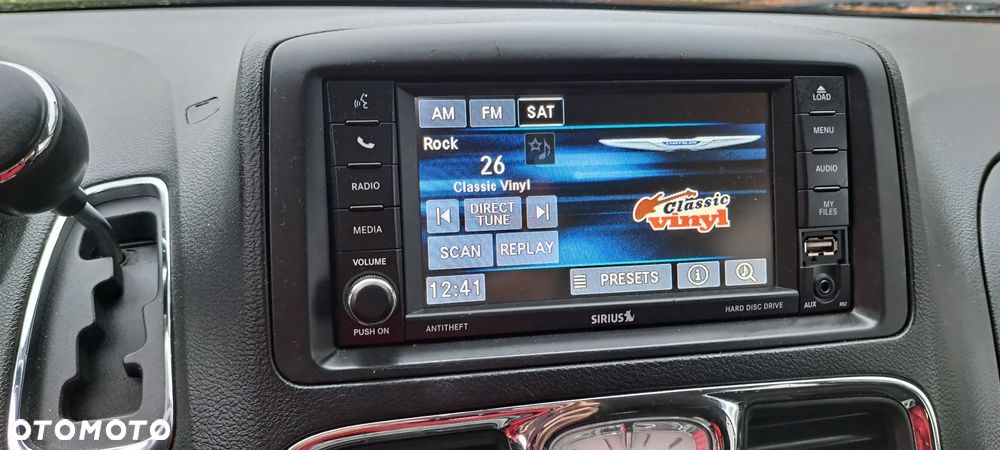 AM FM SAT
Rock
26
Classic Vinyl
DIRECT TUNE
SCAN REPLAY
12:41
PRESETS
CHRYSLER
Classic
vinyl
RADIO
MEDIA
VOLUME
PUSH ON
ANTITHEFT
SIRIUS
HARD DISC DRIVE
LOAD
MENU
AUDIO
MY FILES
AUX
OTOMOTO